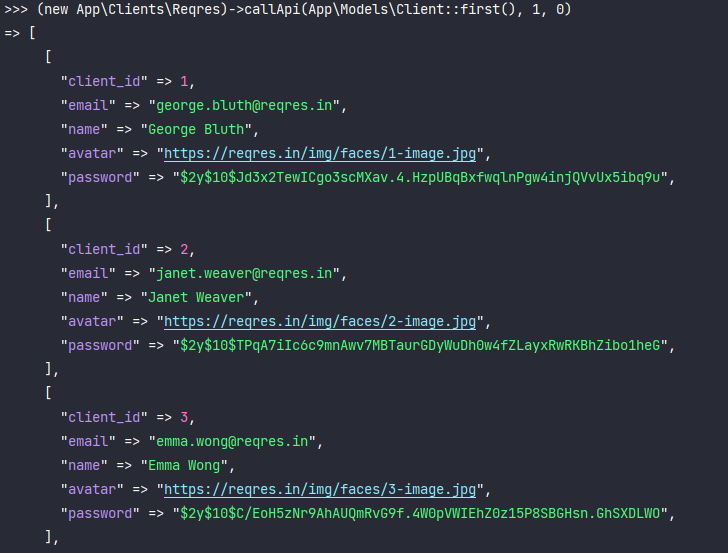 >>> (new App\Clients\Reqres)->callApi(App\Models\Client::first(), 1, 0)
=> [
     [
       "client_id" => 1,
       "email" => "george.bluth@reqres.in",
       "name" => "George Bluth",
       "avatar" => "https://reqres.in/img/faces/1-image.jpg",
       "password" => "$2y$10$Jd3x2TewICgo3scMXav.4.HzpUBqBxfwqlnPgw4injQVvUx5ibq9u",
     ],
     [
       "client_id" => 2,
       "email" => "janet.weaver@reqres.in",
       "name" => "Janet Weaver",
       "avatar" => "https://reqres.in/img/faces/2-image.jpg",
       "password" => "$2y$10$TPqA7iIc6c9mnAwv7MBTaurGDyWuDh0w4fZLayxRwRKBhZibo1heG",
     ],
     [
       "client_id" => 3,
       "email" => "emma.wong@reqres.in",
       "name" => "Emma Wong",
       "avatar" => "https://reqres.in/img/faces/3-image.jpg",
       "password" => "$2y$10$C/EoH5zNr9AhAUQmRvG9f.4W0pVWIEhZ0z15P8SBGHsn.GhSXDLWO",
     ],